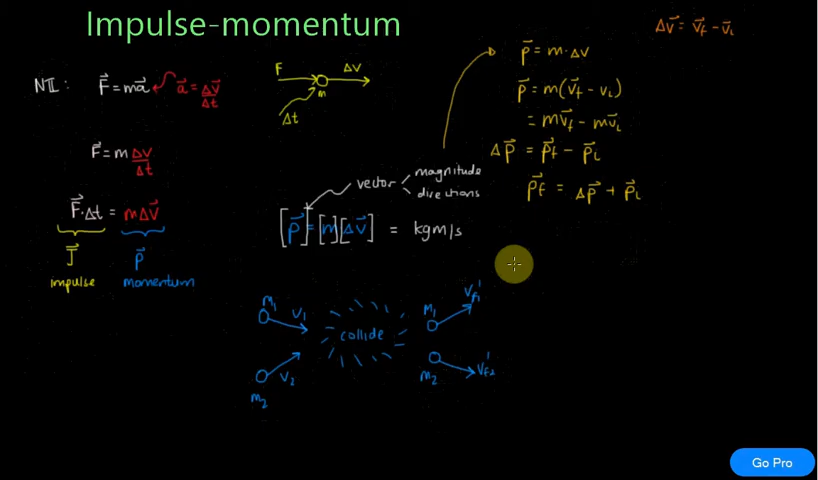 Impulse-momentum
NII: F⃗ = ma⃗ a⃗ = Δv⃗/Δt
F⃗ = m Δv/Δt
F⃗·Δt = mΔv⃗
J⃗ p⃗
impulse momentum
F Δv
m
Δt
vector magnitude
directions
[p⃗] = [m][Δv⃗] = kgm/s
Δv⃗ = v⃗f - v⃗i
p⃗ = m·Δv
p⃗ = m(v⃗f - vi)
= mv⃗f - mv⃗i
Δp⃗ = p⃗f - p⃗i
p⃗f = Δp⃗ + p⃗i
M1 V1
collide
M1 Vf1'
m2 V2
m2 Vf2'
Go Pro